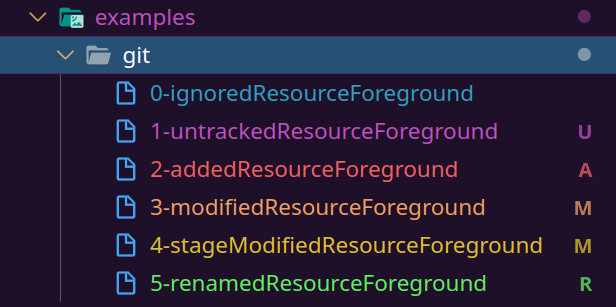 examples
git
0-ignoredResourceForeground
1-untrackedResourceForeground U
2-addedResourceForeground A
3-modifiedResourceForeground M
4-stageModifiedResourceForeground M
5-renamedResourceForeground R